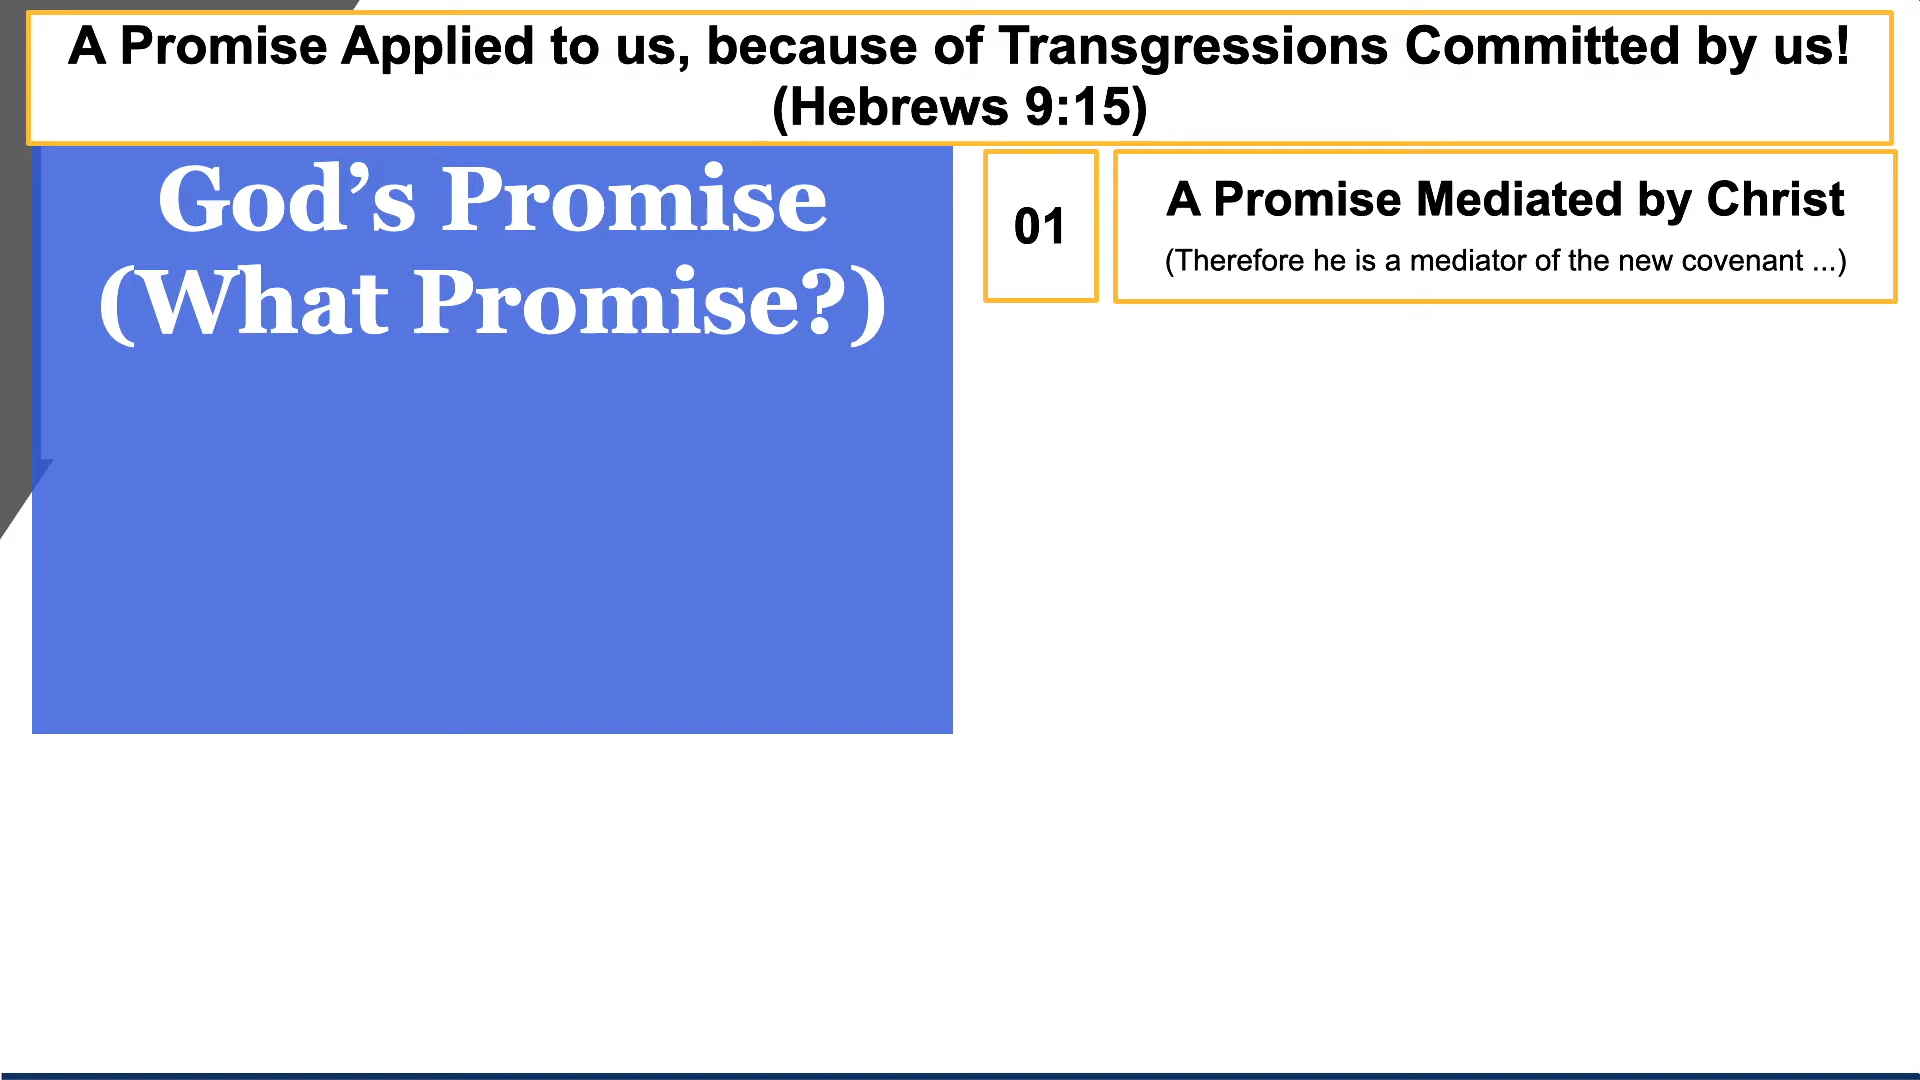 A Promise Applied to us, because of Transgressions Committed by us!
(Hebrews 9:15)
God’s Promise
(What Promise?)
01
A Promise Mediated by Christ
(Therefore he is a mediator of the new covenant ...)